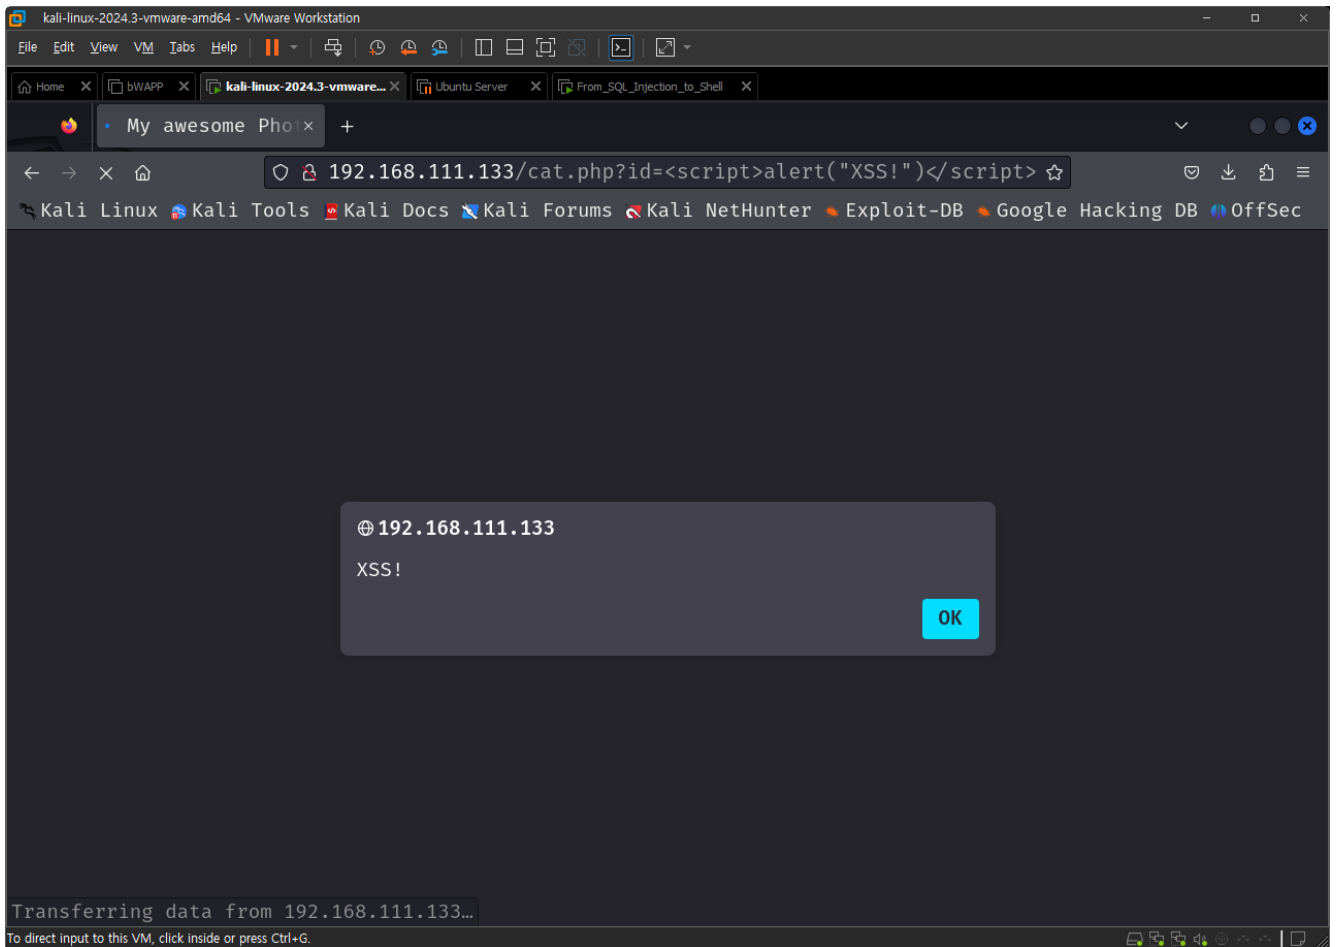 kali-linux-2024.3-vmware-amd64 - VMware Workstation
File Edit View VM Tabs Help
Home bWAPP kali-linux-2024.3-vmware... Ubuntu Server From_SQL_Injection_to_Shell
My awesome Phot
192.168.111.133/cat.php?id=<script>alert("XSS!")</script>
Kali Linux Kali Tools Kali Docs Kali Forums Kali NetHunter Exploit-DB Google Hacking DB OffSec
192.168.111.133
XSS!
OK
Transferring data from 192.168.111.133…
To direct input to this VM, click inside or press Ctrl+G.